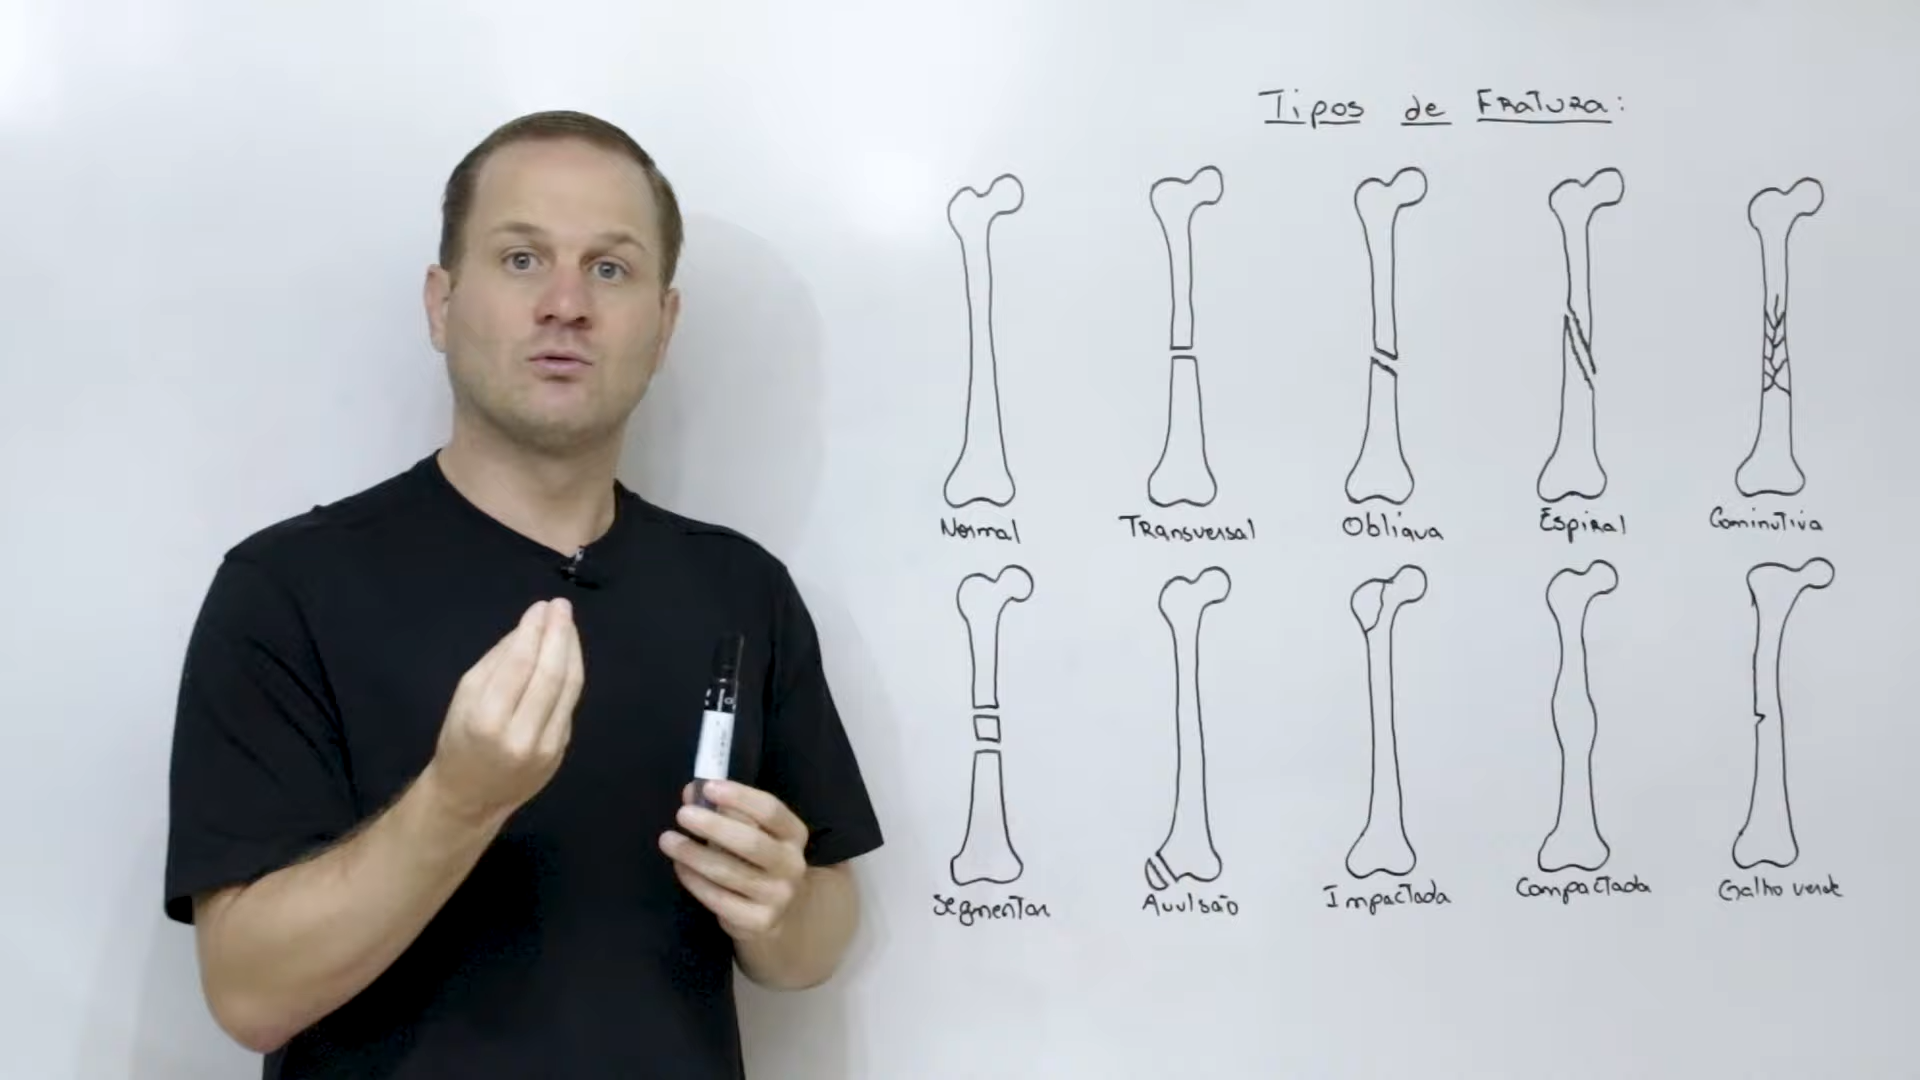 Tipos de Fratura:
Normal
Transversal
Obliqua
Espiral
Cominutiva
Segmentar
Avulsão
Impactada
Compactada
Galho verde